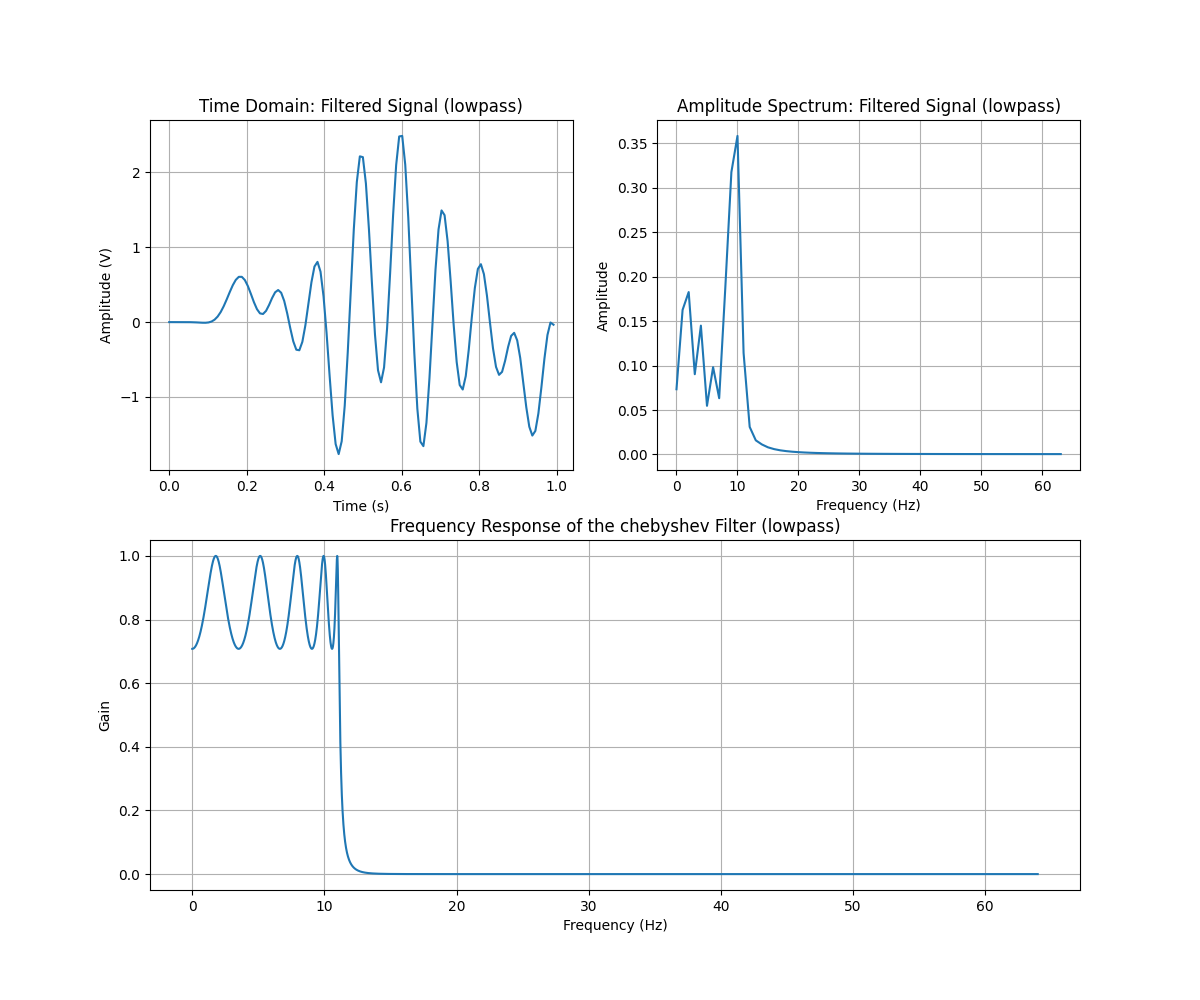 Time Domain: Filtered Signal (lowpass)
Amplitude (V)
2
1
0
−1
0.0 0.2 0.4 0.6 0.8 1.0
Time (s)
Amplitude Spectrum: Filtered Signal (lowpass)
Amplitude
0.35
0.30
0.25
0.20
0.15
0.10
0.05
0.00
0 10 20 30 40 50 60
Frequency (Hz)
Frequency Response of the chebyshev Filter (lowpass)
Gain
1.0
0.8
0.6
0.4
0.2
0.0
0 10 20 30 40 50 60
Frequency (Hz)